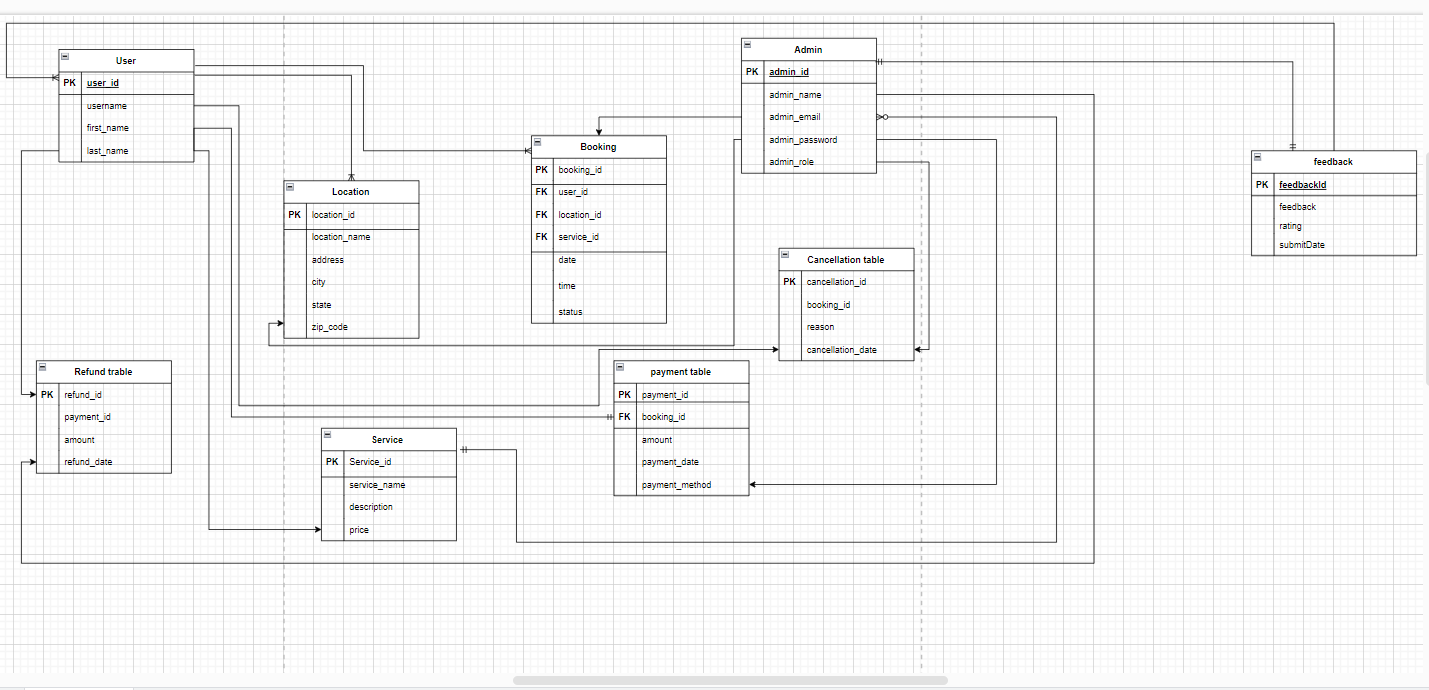 User
PK user_id
username
first_name
last_name
Location
PK location_id
location_name
address
city
state
zip_code
Booking
PK booking_id
FK user_id
FK location_id
FK service_id
date
time
status
Admin
PK admin_id
admin_name
admin_email
admin_password
admin_role
feedback
PK feedbackId
feedback
rating
submitDate
Cancellation table
PK cancellation_id
booking_id
reason
cancellation_date
Refund trable
PK refund_id
payment_id
amount
refund_date
payment table
PK payment_id
FK booking_id
amount
payment_date
payment_method
Service
PK Service_id
service_name
description
price